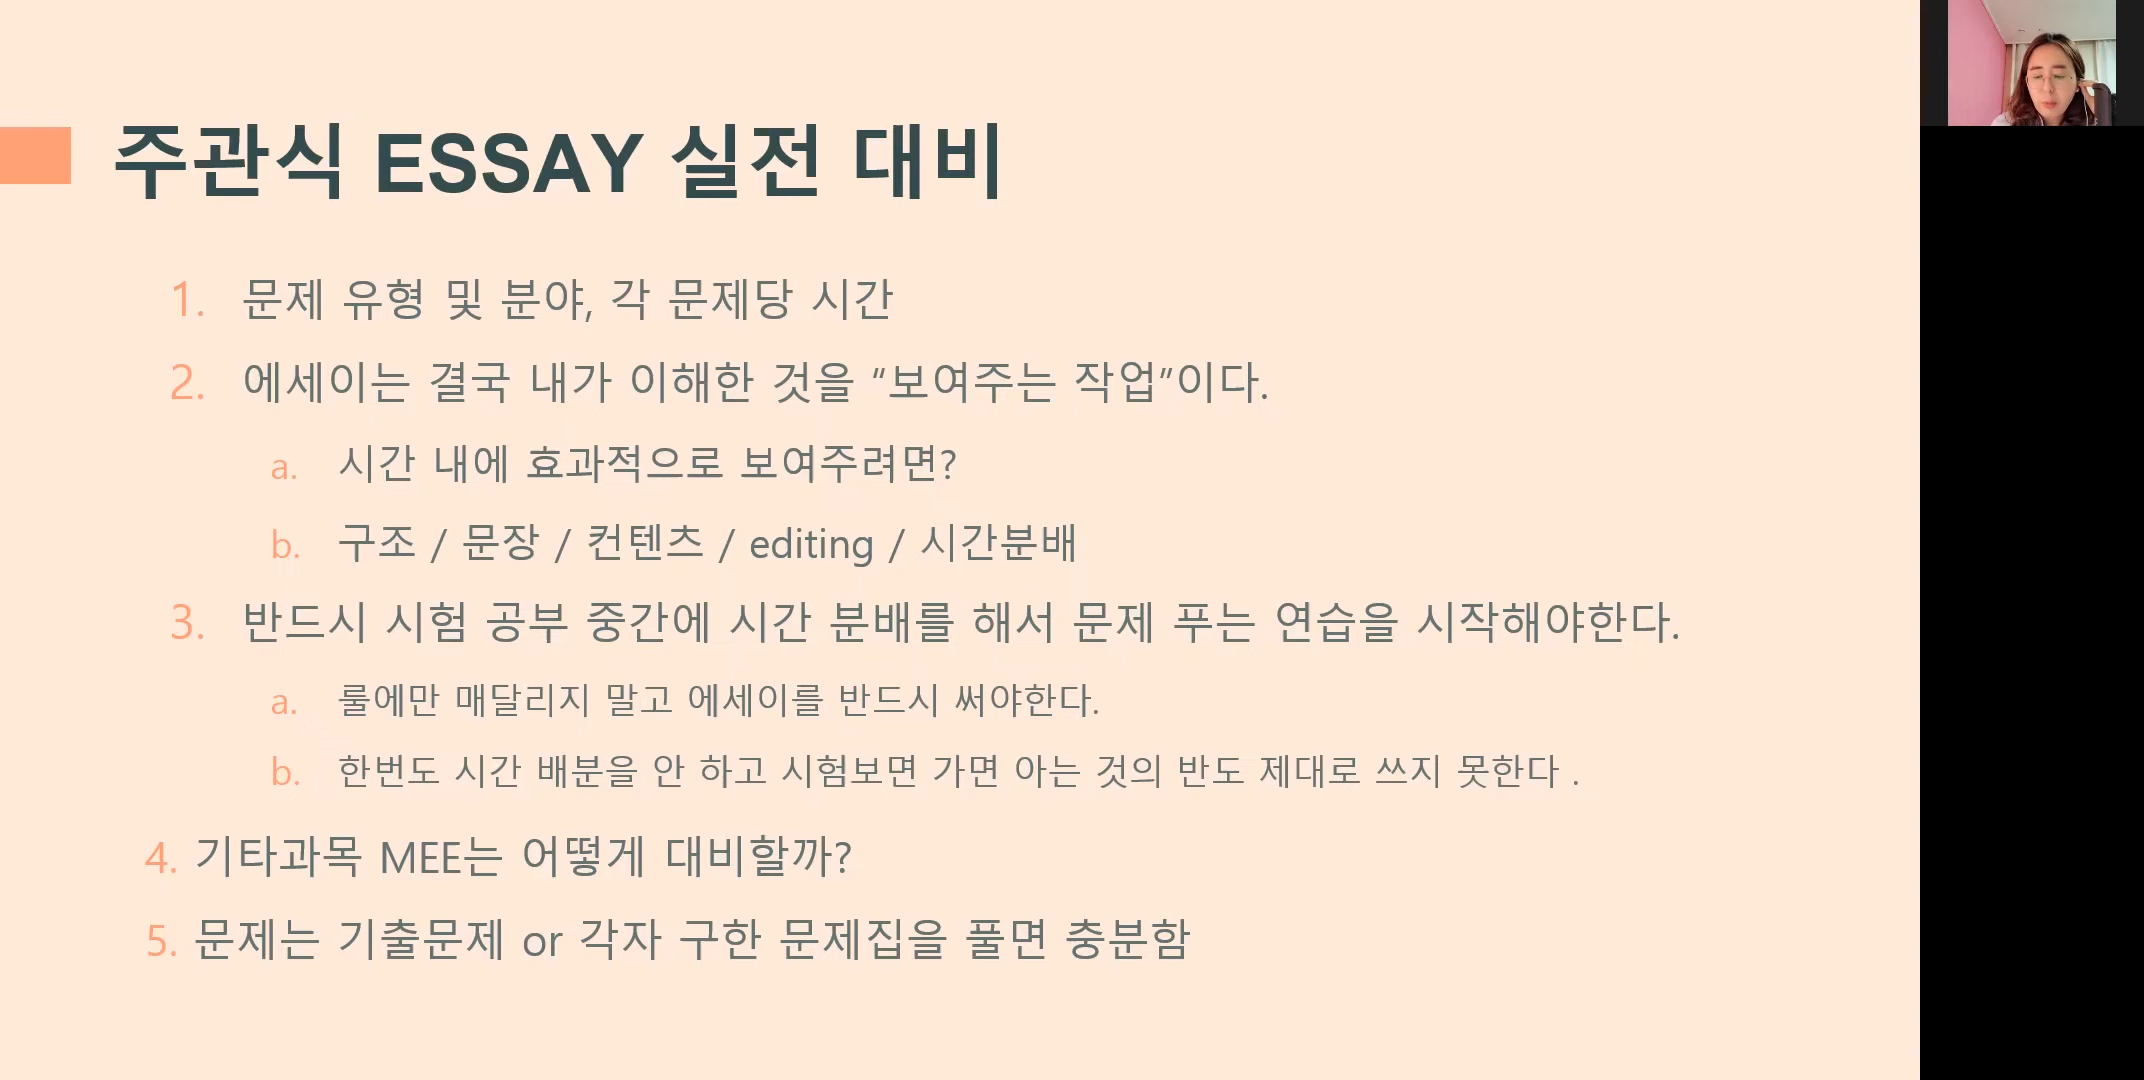 주관식 ESSAY 실전 대비
1. 문제 유형 및 분야, 각 문제당 시간
2. 에세이는 결국 내가 이해한 것을 “보여주는 작업”이다.
a. 시간 내에 효과적으로 보여주려면?
b. 구조 / 문장 / 컨텐츠 / editing / 시간분배
3. 반드시 시험 공부 중간에 시간 분배를 해서 문제 푸는 연습을 시작해야한다.
a. 룰에만 매달리지 말고 에세이를 반드시 써야한다.
b. 한번도 시간 배분을 안 하고 시험보면 가면 아는 것의 반도 제대로 쓰지 못한다 .
4. 기타과목 MEE는 어떻게 대비할까?
5. 문제는 기출문제 or 각자 구한 문제집을 풀면 충분함